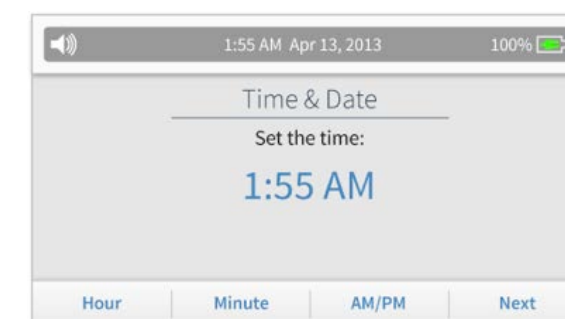 1:55 AM Apr 13, 2013 100%
Time & Date
Set the time:
1:55 AM
Hour Minute AM/PM Next